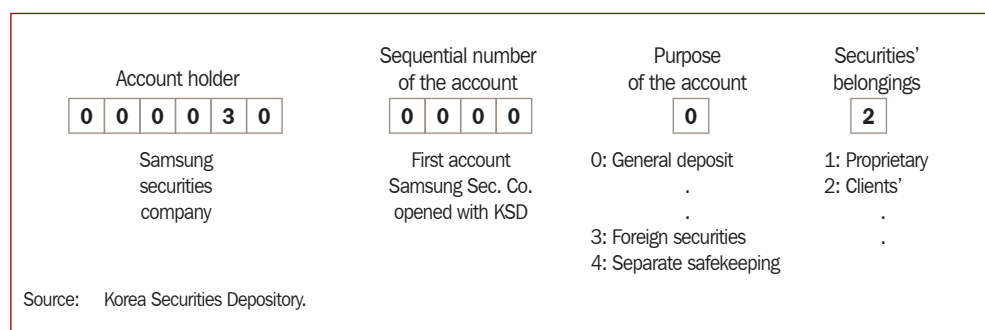 Account holder
0 0 0 0 3 0
Samsung
securities
company
Sequential number
of the account
0 0 0 0
First account
Samsung Sec. Co.
opened with KSD
Purpose
of the account
0
0: General deposit
.
.
3: Foreign securities
4: Separate safekeeping
Securities’
belongings
2
1: Proprietary
2: Clients’
.
.
Source: Korea Securities Depository.